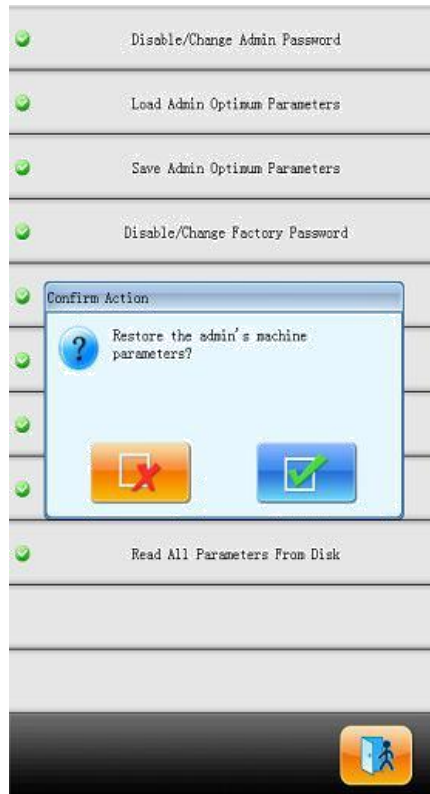 Disable/Change Admin Password
Load Admin Optimum Parameters
Save Admin Optimum Parameters
Disable/Change Factory Password
Confirm Action
?
Restore the admin's machine
parameters?
Read All Parameters From Disk